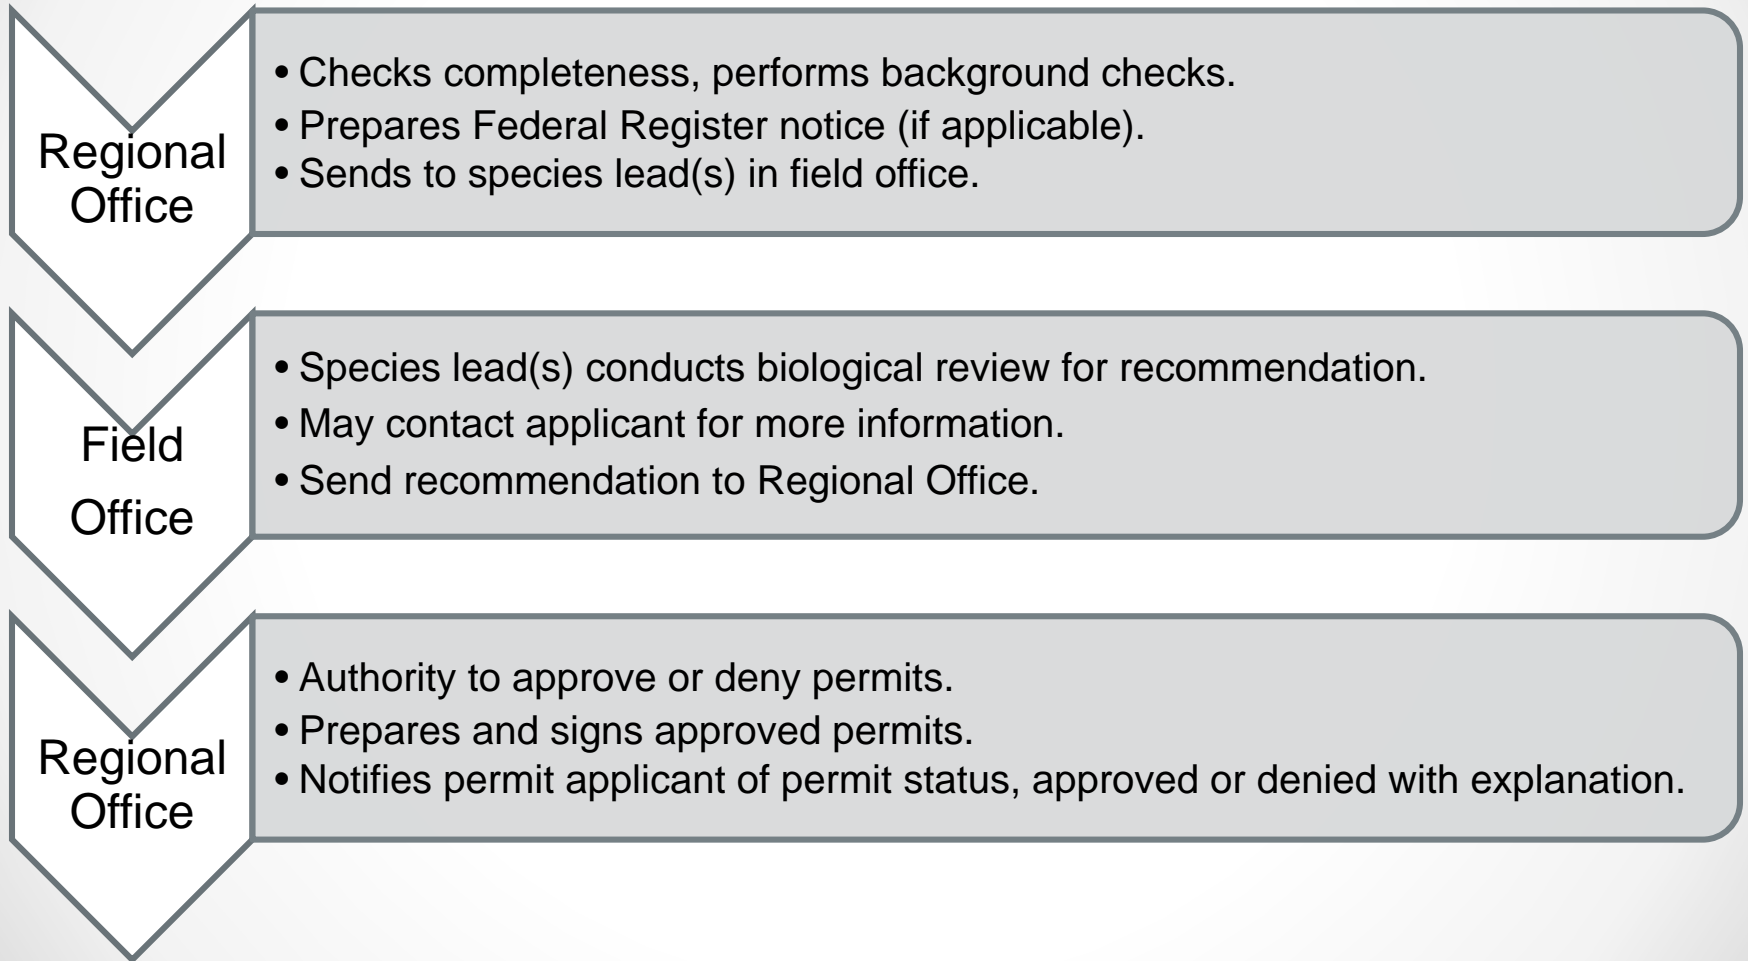 Regional
Office
• Checks completeness, performs background checks.
• Prepares Federal Register notice (if applicable).
• Sends to species lead(s) in field office.
Field
Office
• Species lead(s) conducts biological review for recommendation.
• May contact applicant for more information.
• Send recommendation to Regional Office.
Regional
Office
• Authority to approve or deny permits.
• Prepares and signs approved permits.
• Notifies permit applicant of permit status, approved or denied with explanation.